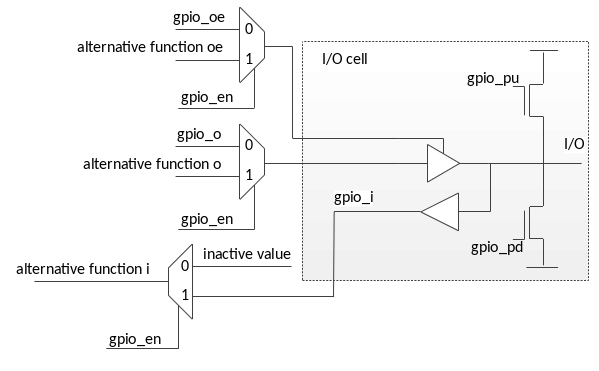 gpio_oe
0
alternative function oe
1
gpio_en
I/O cell
gpio_pu
gpio_o
0
alternative function o
1
gpio_en
I/O
gpio_i
gpio_pd
inactive value
0
alternative function i
1
gpio_en